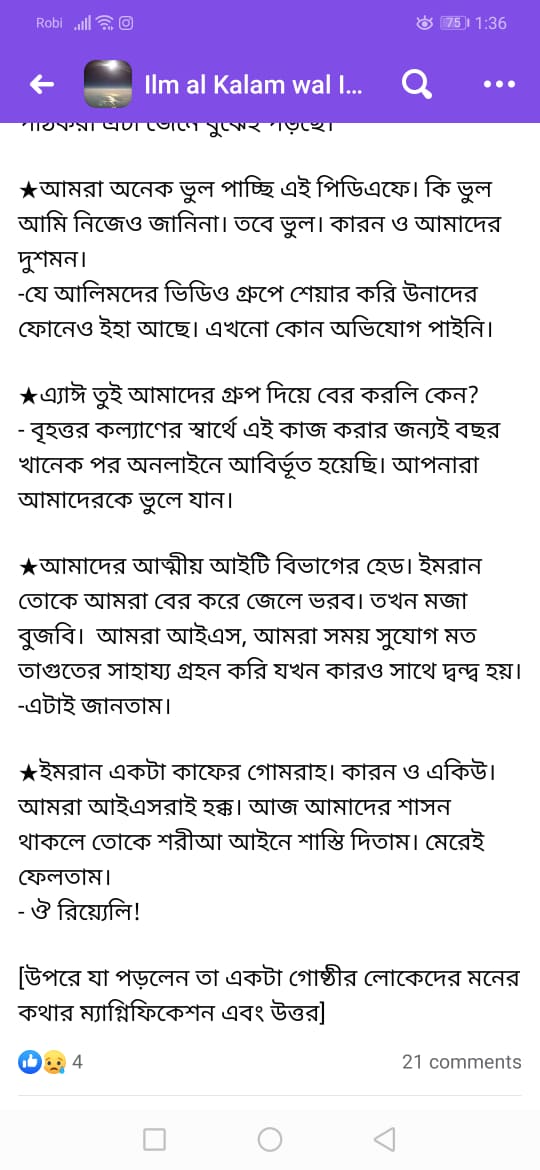 Robi 75 1:36
Ilm al Kalam wal I...
★আমরা অনেক ভুল পাচ্ছি এই পিডিএফে। কি ভুল
আমি নিজেও জানিনা। তবে ভুল। কারন ও আমাদের
দুশমন।
-যে আলিমদের ভিডিও গ্রুপে শেয়ার করি উনাদের
ফোনেও ইহা আছে। এখনো কোন অভিযোগ পাইনি।
★এ্যাঈ তুই আমাদের গ্রুপ দিয়ে বের করলি কেন?
- বৃহত্তর কল্যাণের স্বার্থে এই কাজ করার জন্যই বছর
খানেক পর অনলাইনে আবির্ভূত হয়েছি। আপনারা
আমাদেরকে ভুলে যান।
★আমাদের আত্মীয় আইটি বিভাগের হেড। ইমরান
তোকে আমরা বের করে জেলে ভরব। তখন মজা
বুজবি। আমরা আইএস, আমরা সময় সুযোগ মত
তাগুতের সাহায্য গ্রহন করি যখন কারও সাথে দ্বন্দ্ব হয়।
-এটাই জানতাম।
★ইমরান একটা কাফের গোমরাহ। কারন ও একিউ।
আমরা আইএসরাই হক্ক। আজ আমাদের শাসন
থাকলে তোকে শরীআ আইনে শাস্তি দিতাম। মেরেই
ফেলতাম।
- ঔ রিয়্যেলি!
[উপরে যা পড়লেন তা একটা গোষ্ঠীর লোকেদের মনের
কথার ম্যাগ্নিফিকেশন এবং উত্তর]
4 21 comments